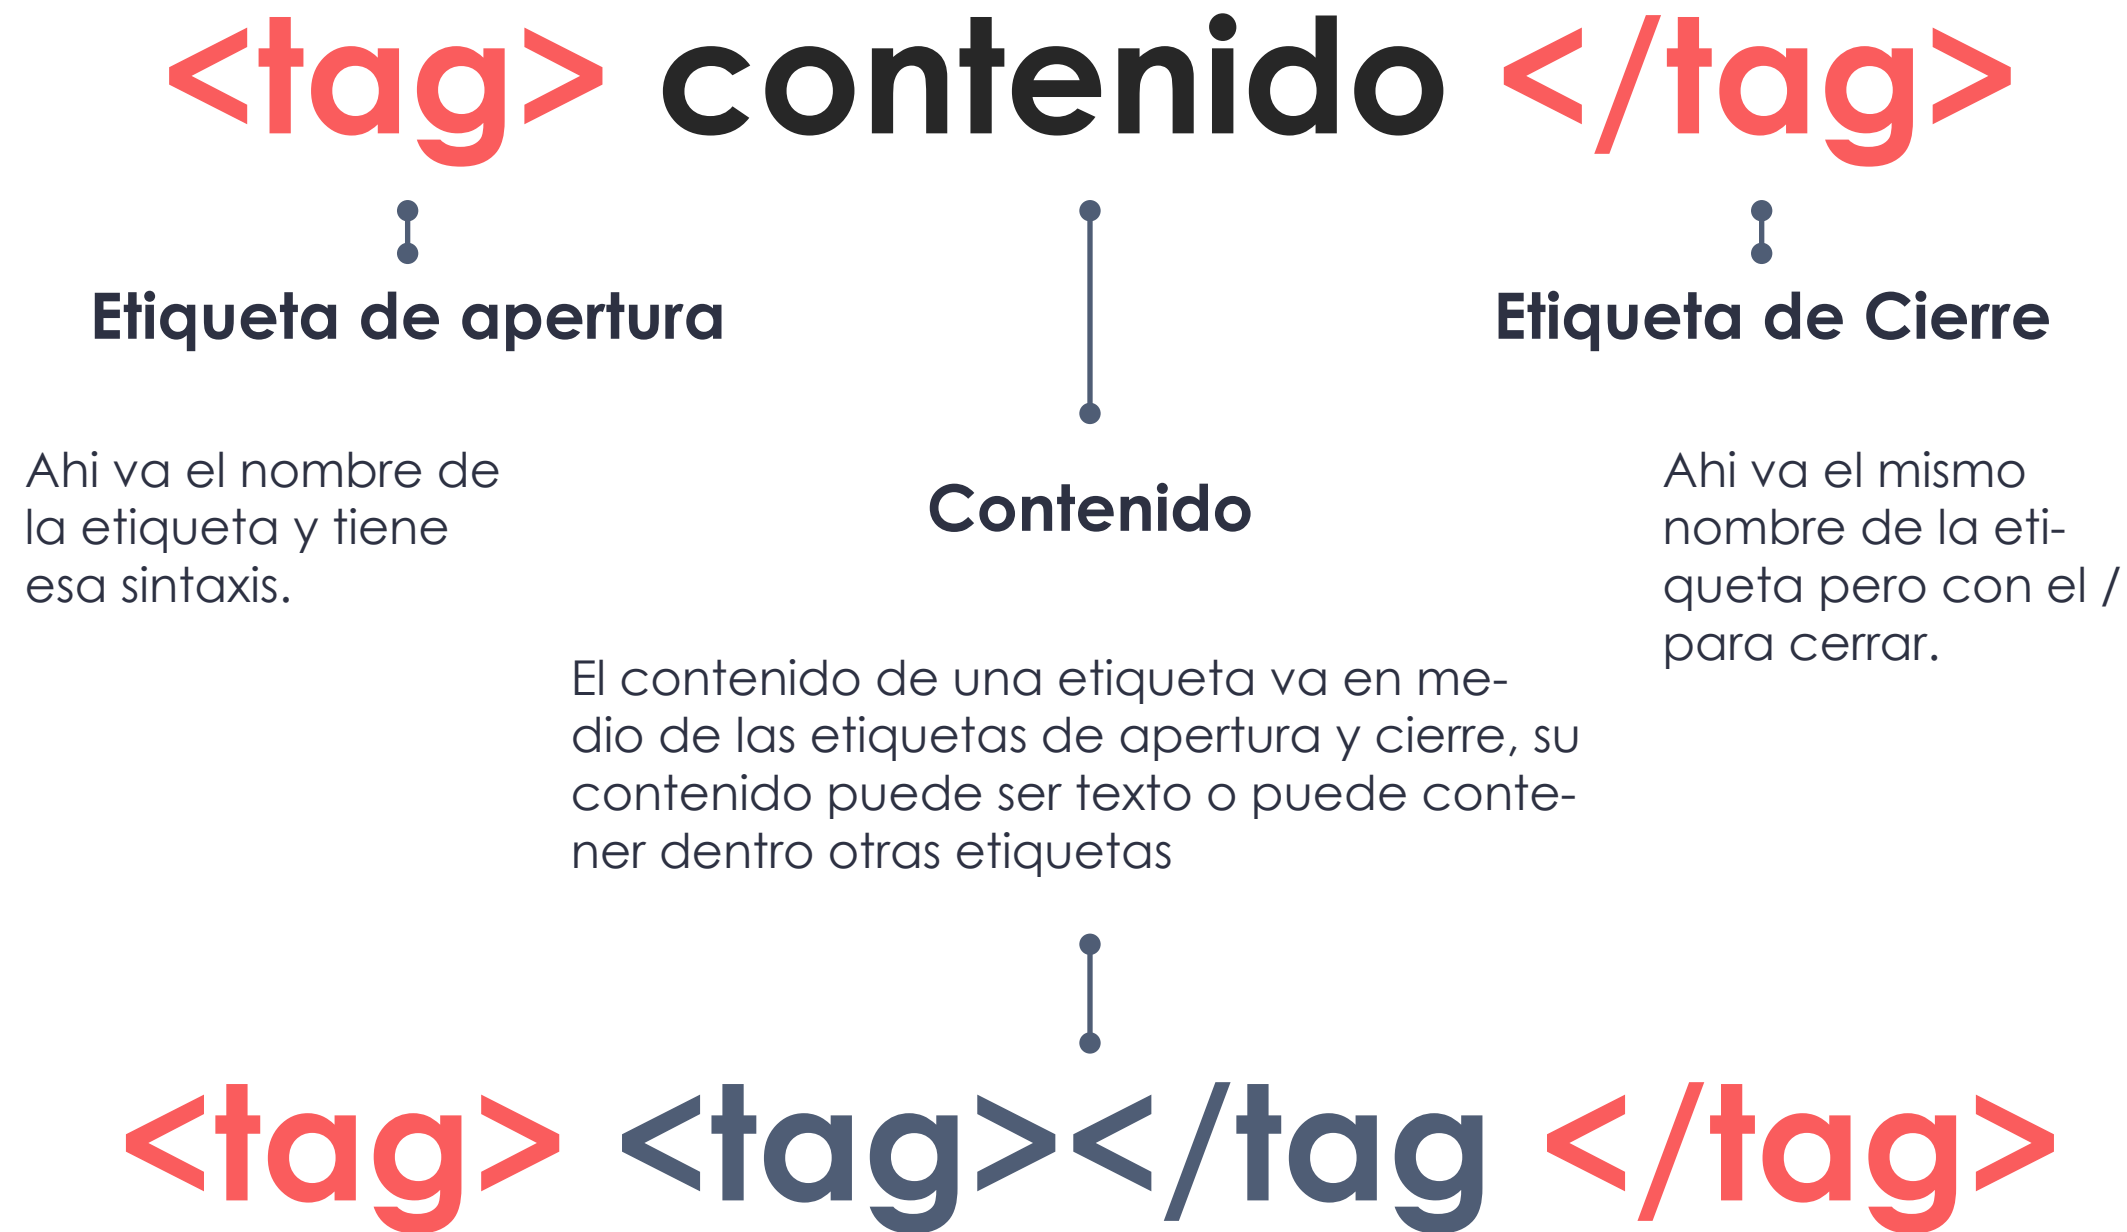 <tag> contenido </tag>
Etiqueta de apertura
Ahi va el nombre de
la etiqueta y tiene
esa sintaxis.
Contenido
El contenido de una etiqueta va en me-
dio de las etiquetas de apertura y cierre, su
contenido puede ser texto o puede conte-
ner dentro otras etiquetas
Etiqueta de Cierre
Ahi va el mismo
nombre de la eti-
queta pero con el /
para cerrar.
<tag> <tag></tag </tag>